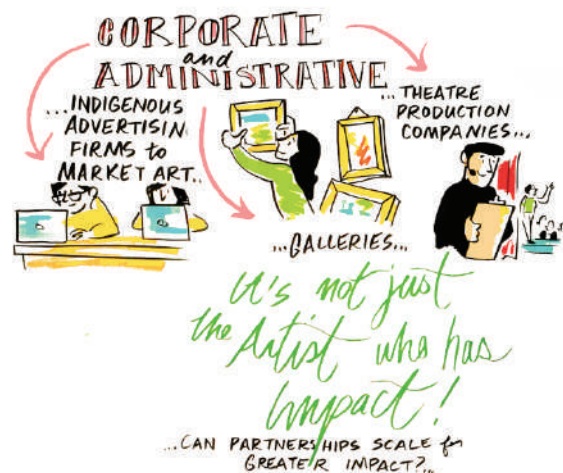 CORPORATE
and
ADMINISTRATIVE
...INDIGENOUS
ADVERTISIN
FIRMS to
MARKET ART..
...THEATRE
PRODUCTION
COMPANIES...
...GALLERIES...
It's not just
the Artist who has
impact!
...CAN PARTNERSHIPS SCALE for
GREATER IMPACT?...